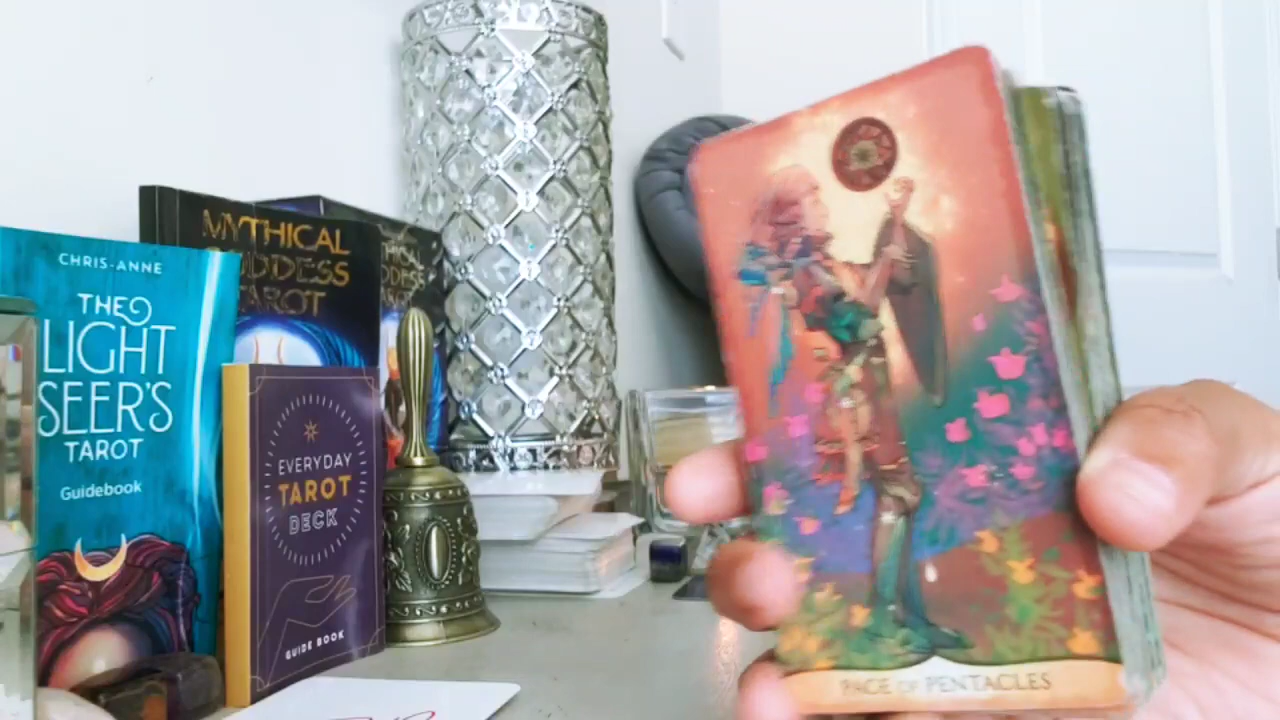 CHRIS-ANNE
THE
LIGHT
SEER'S
TAROT
Guidebook
MYTHICAL
GODDESS
TAROT
EVERYDAY
TAROT
DECK
GUIDE BOOK
PAGE OF PENTACLES